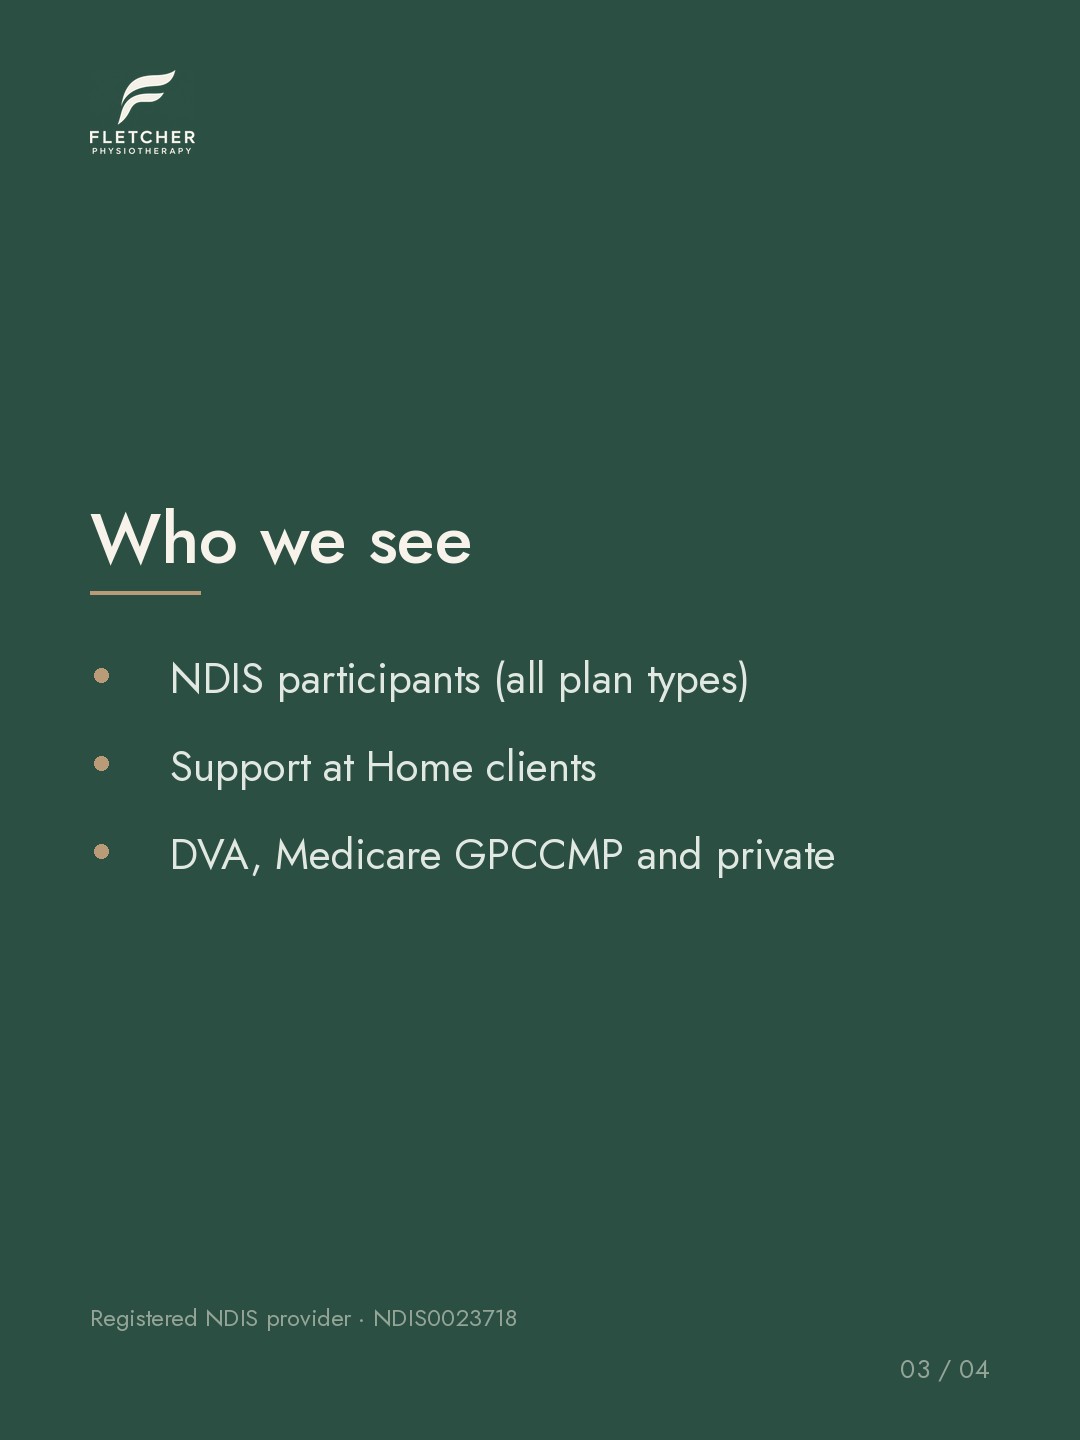 FLETCHER
PHYSIOTHERAPY
Who we see
• NDIS participants (all plan types)
• Support at Home clients
• DVA, Medicare GPCCMP and private
Registered NDIS provider · NDIS0023718
03 / 04